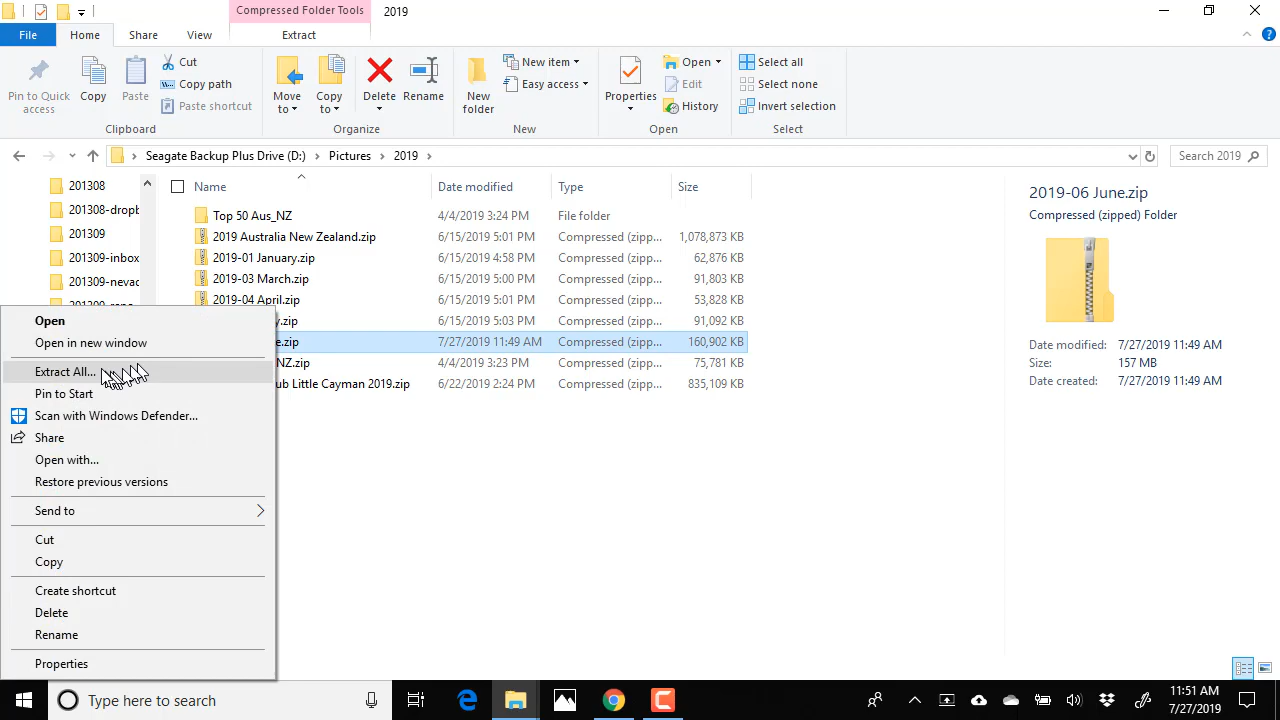 Compressed Folder Tools
2019
File
Home
Share
View
Extract
Pin to Quick access
Copy
Paste
Cut
Copy path
Paste shortcut
Clipboard
Move to
Copy to
Delete
Rename
Organize
New folder
New item
Easy access
New
Properties
Open
Edit
History
Open
Select all
Select none
Invert selection
Select
Seagate Backup Plus Drive (D:) > Pictures > 2019 >
Search 2019
201308
201308-dropb
201309
201309-inbox
201309-nevad
Name
Date modified
Type
Size
Top 50 Aus_NZ 4/4/2019 3:24 PM File folder
2019 Australia New Zealand.zip 6/15/2019 5:01 PM Compressed (zipp... 1,078,873 KB
2019-01 January.zip 6/15/2019 4:58 PM Compressed (zipp... 62,876 KB
2019-03 March.zip 6/15/2019 5:00 PM Compressed (zipp... 91,803 KB
2019-04 April.zip 6/15/2019 5:01 PM Compressed (zipp... 53,828 KB
y.zip 6/15/2019 5:03 PM Compressed (zipp... 91,092 KB
e.zip 7/27/2019 11:49 AM Compressed (zipp... 160,902 KB
NZ.zip 4/4/2019 3:23 PM Compressed (zipp... 75,781 KB
ub Little Cayman 2019.zip 6/22/2019 2:24 PM Compressed (zipp... 835,109 KB
2019-06 June.zip
Compressed (zipped) Folder
Date modified: 7/27/2019 11:49 AM
Size: 157 MB
Date created: 7/27/2019 11:49 AM
Open
Open in new window
Extract All...
Pin to Start
Scan with Windows Defender...
Share
Open with...
Restore previous versions
Send to
Cut
Copy
Create shortcut
Delete
Rename
Properties
Type here to search
11:51 AM
7/27/2019